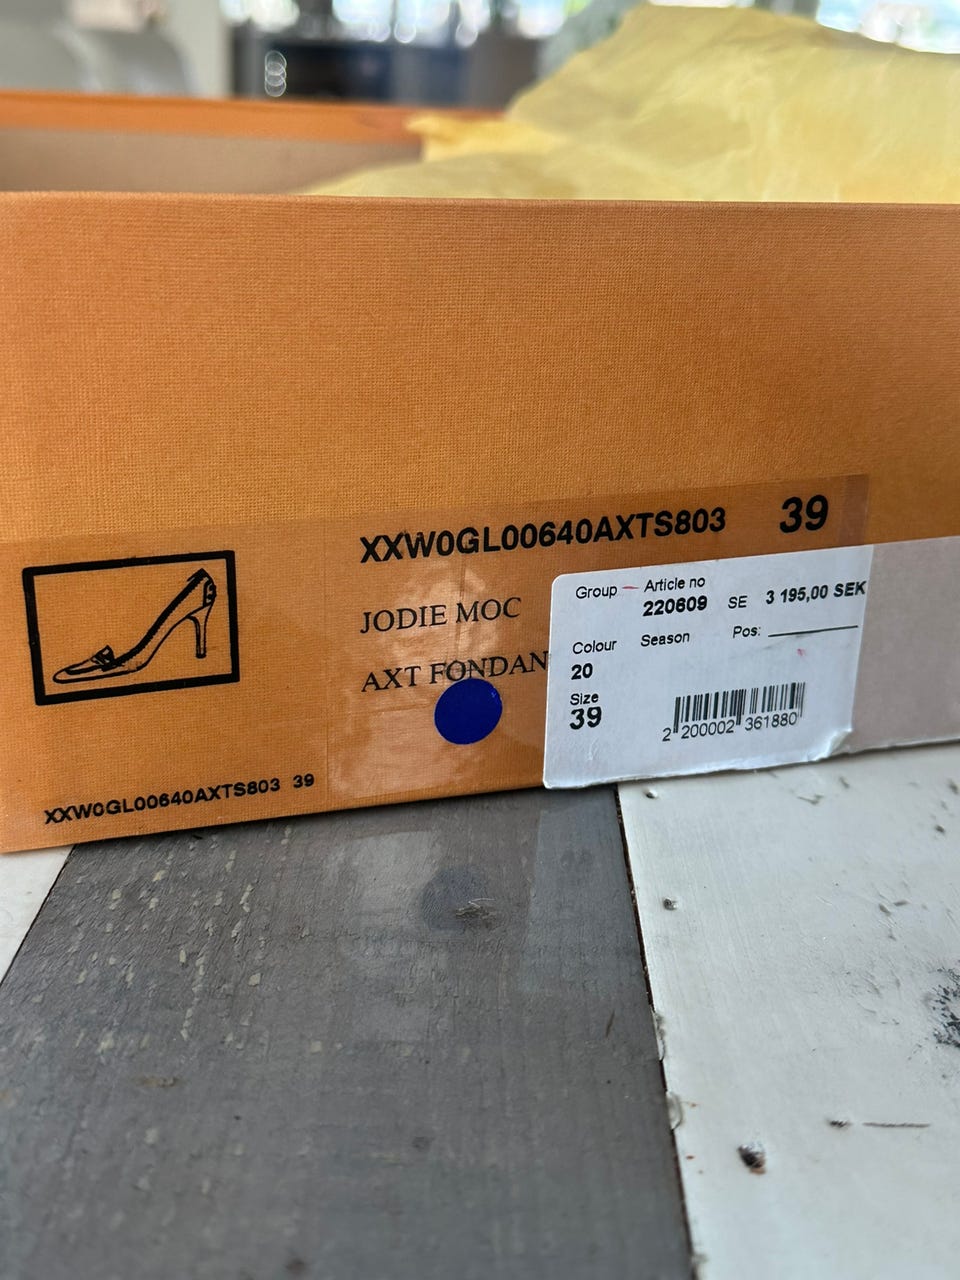 XXW0GL00640AXTS803 39
JODIE MOC
AXT FONDAN
XXW0GL00640AXTS803 39
Group Article no
220609 SE 3 195,00 SEK
Colour Season Pos:
20
Size
39
2 200002 361880